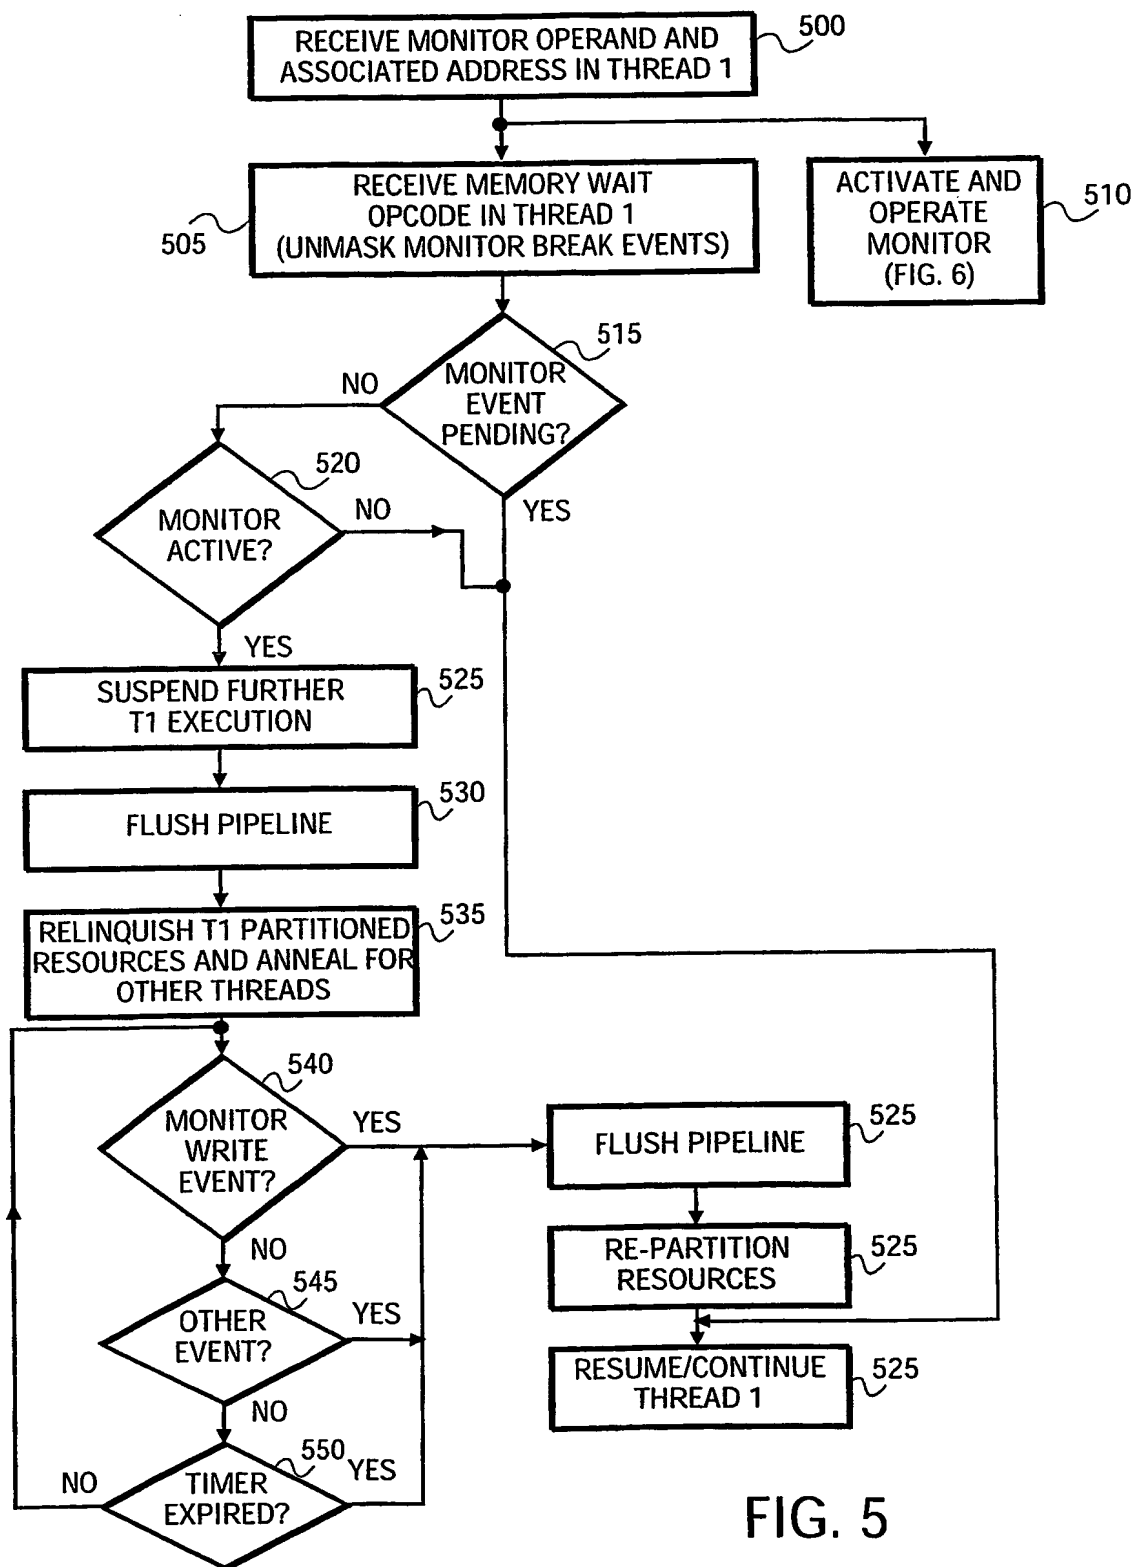 RECEIVE MONITOR OPERAND AND
ASSOCIATED ADDRESS IN THREAD 1
500
RECEIVE MEMORY WAIT
OPCODE IN THREAD 1
(UNMASK MONITOR BREAK EVENTS)
505
ACTIVATE AND
OPERATE
MONITOR
(FIG. 6)
510
MONITOR
EVENT
PENDING?
515
NO
YES
MONITOR
ACTIVE?
520
NO
YES
SUSPEND FURTHER
T1 EXECUTION
525
FLUSH PIPELINE
530
RELINQUISH T1 PARTITIONED
RESOURCES AND ANNEAL FOR
OTHER THREADS
535
MONITOR
WRITE
EVENT?
540
YES
NO
OTHER
EVENT?
545
YES
NO
TIMER
EXPIRED?
550
YES
NO
FLUSH PIPELINE
525
RE-PARTITION
RESOURCES
525
RESUME/CONTINUE
THREAD 1
525
FIG. 5